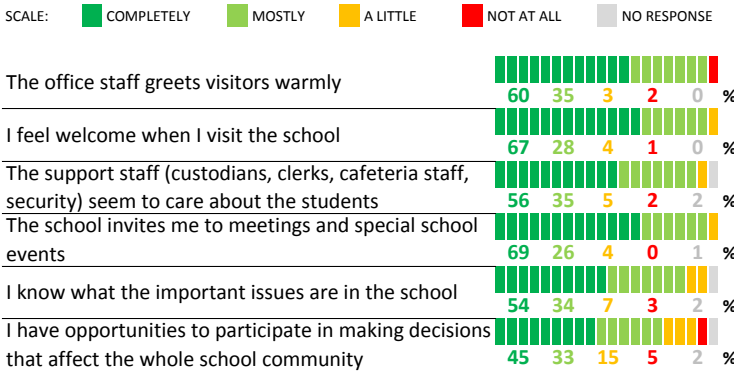 SCALE: COMPLETELY MOSTLY A LITTLE NOT AT ALL NO RESPONSE
The office staff greets visitors warmly
60 35 3 2 0 %
I feel welcome when I visit the school
67 28 4 1 0 %
The support staff (custodians, clerks, cafeteria staff,
security) seem to care about the students
56 35 5 2 2 %
The school invites me to meetings and special school
events
69 26 4 0 1 %
I know what the important issues are in the school
54 34 7 3 2 %
I have opportunities to participate in making decisions
that affect the whole school community
45 33 15 5 2 %